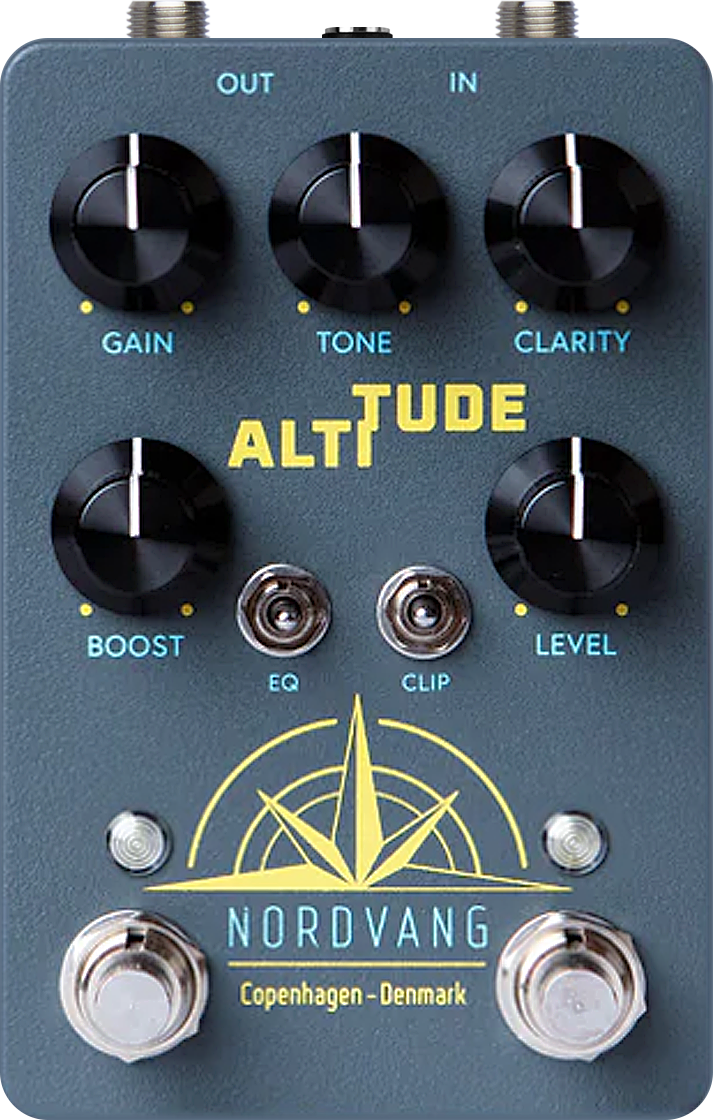 OUT IN
GAIN TONE CLARITY
ALTITUDE
BOOST LEVEL
EQ CLIP
NORDVANG
Copenhagen - Denmark